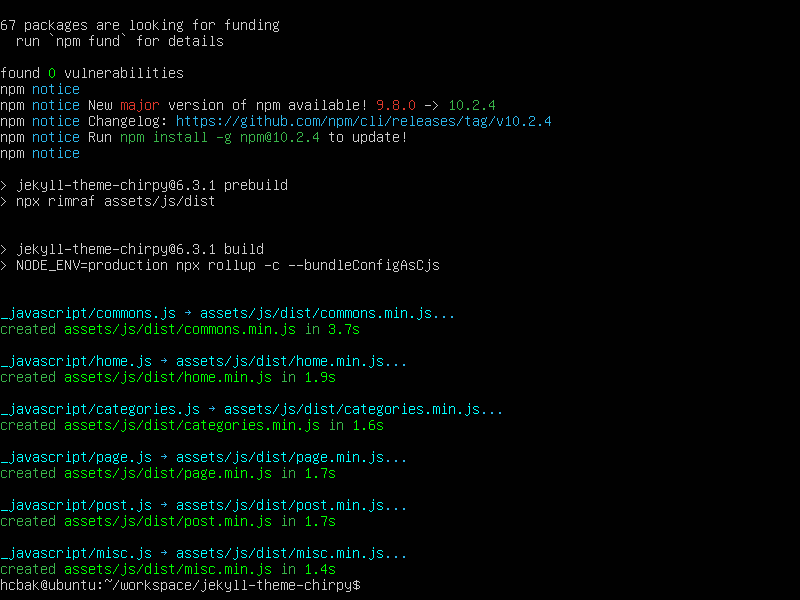 67 packages are looking for funding
  run `npm fund` for details

found 0 vulnerabilities
npm notice
npm notice New major version of npm available! 9.8.0 -> 10.2.4
npm notice Changelog: https://github.com/npm/cli/releases/tag/v10.2.4
npm notice Run npm install -g npm@10.2.4 to update!
npm notice

> jekyll-theme-chirpy@6.3.1 prebuild
> npx rimraf assets/js/dist


> jekyll-theme-chirpy@6.3.1 build
> NODE_ENV=production npx rollup -c --bundleConfigAsCjs


_javascript/commons.js → assets/js/dist/commons.min.js...
created assets/js/dist/commons.min.js in 3.7s

_javascript/home.js → assets/js/dist/home.min.js...
created assets/js/dist/home.min.js in 1.9s

_javascript/categories.js → assets/js/dist/categories.min.js...
created assets/js/dist/categories.min.js in 1.6s

_javascript/page.js → assets/js/dist/page.min.js...
created assets/js/dist/page.min.js in 1.7s

_javascript/post.js → assets/js/dist/post.min.js...
created assets/js/dist/post.min.js in 1.7s

_javascript/misc.js → assets/js/dist/misc.min.js...
created assets/js/dist/misc.min.js in 1.4s
hcbak@ubuntu:~/workspace/jekyll-theme-chirpy$